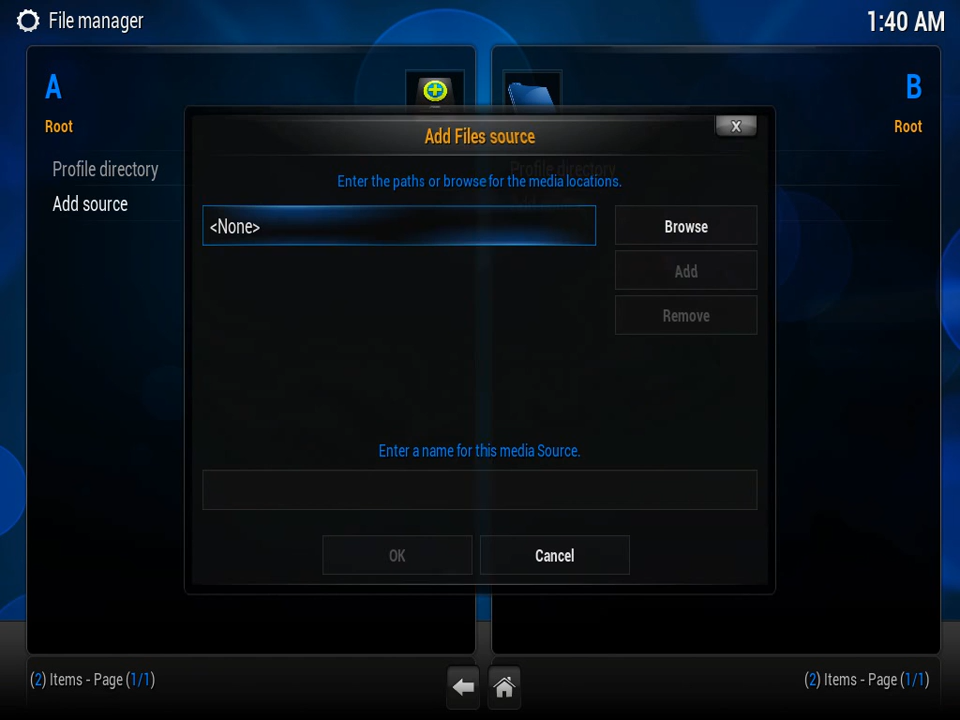 File manager
1:40 AM
A
B
Root
Root
Profile directory
Add source
Add Files source
X
Profile directory
Enter the paths or browse for the media locations.
<None>
Browse
Add
Remove
Enter a name for this media Source.
OK
Cancel
(2) Items - Page (1/1)
(2) Items - Page (1/1)